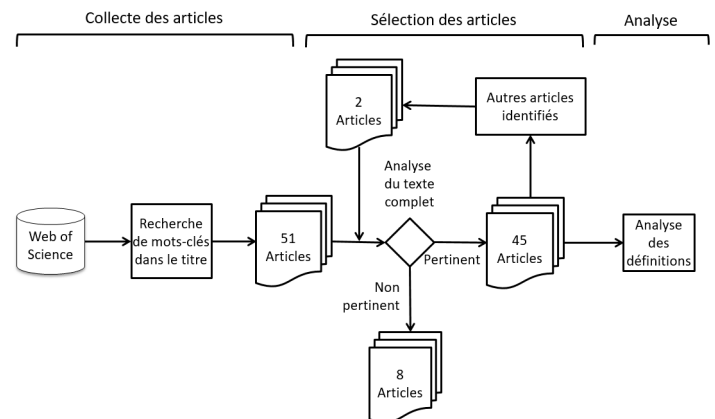 Collecte des articles
Sélection des articles
Analyse
2
Articles
Autres articles
identifiés
Analyse
du texte
complet
Web of
Science
Recherche
de mots-clés
dans le titre
51
Articles
Pertinent
45
Articles
Analyse
des
définitions
Non
pertinent
8
Articles